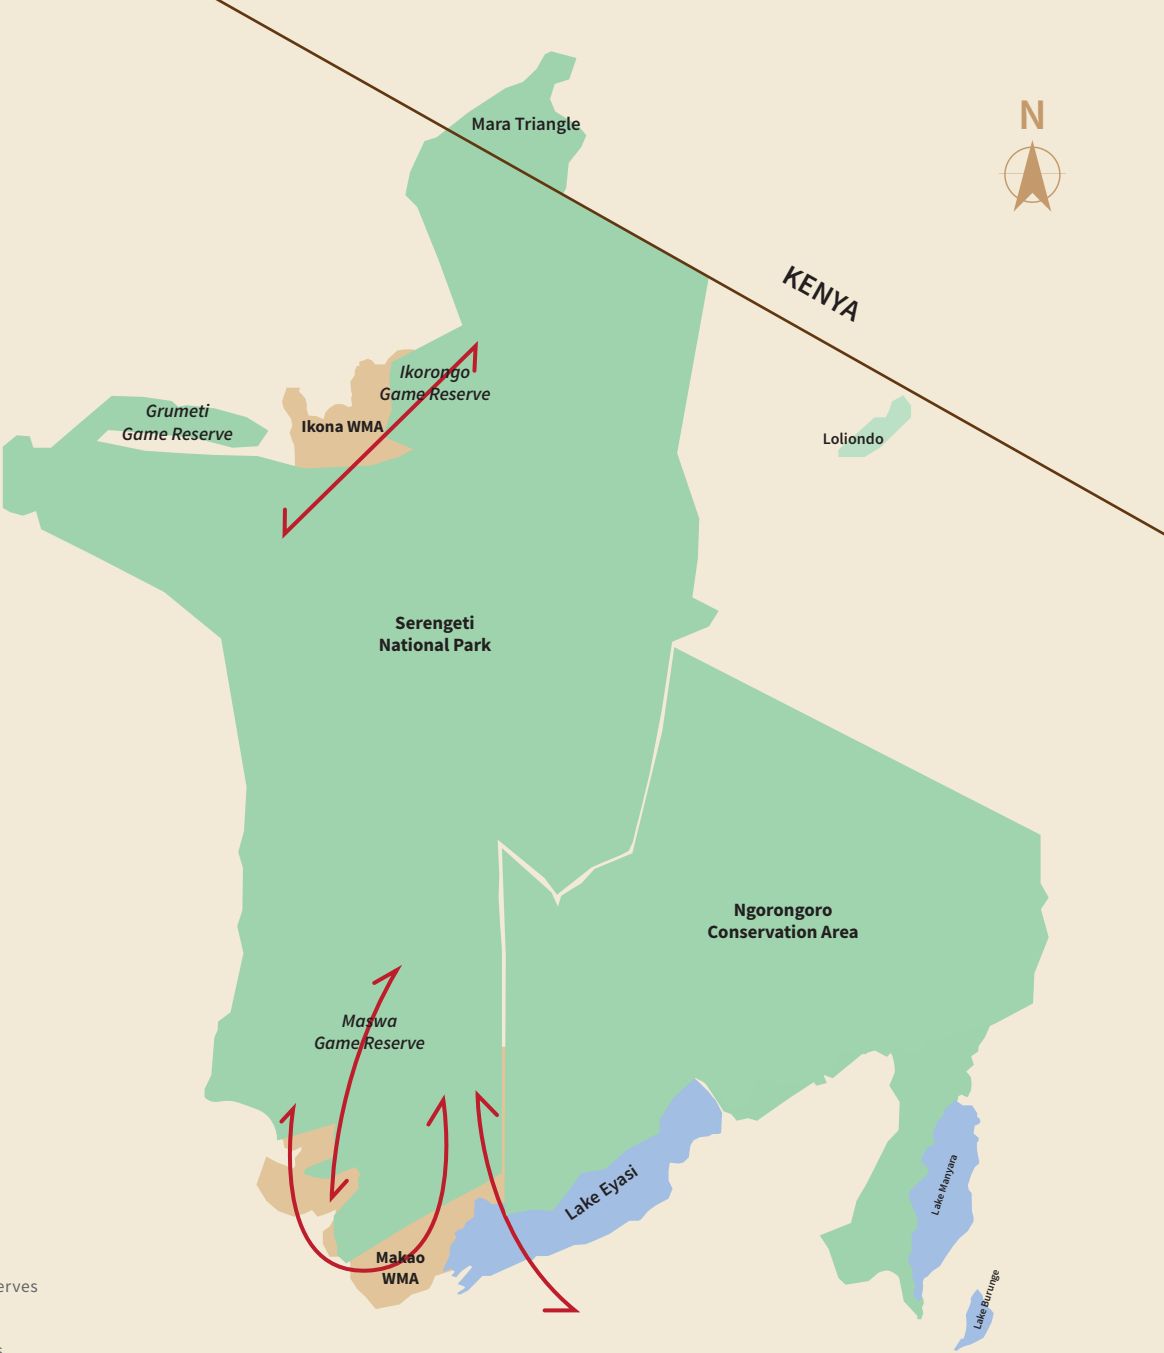 N
Mara Triangle
KENYA
Ikorongo
Game Reserve
Grumeti
Game Reserve
Ikona WMA
Loliondo
Serengeti
National Park
Ngorongoro
Conservation Area
Maswa
Game Reserve
Lake Eyasi
Lake Manyara
Makao
WMA
Lake Burunge
erves